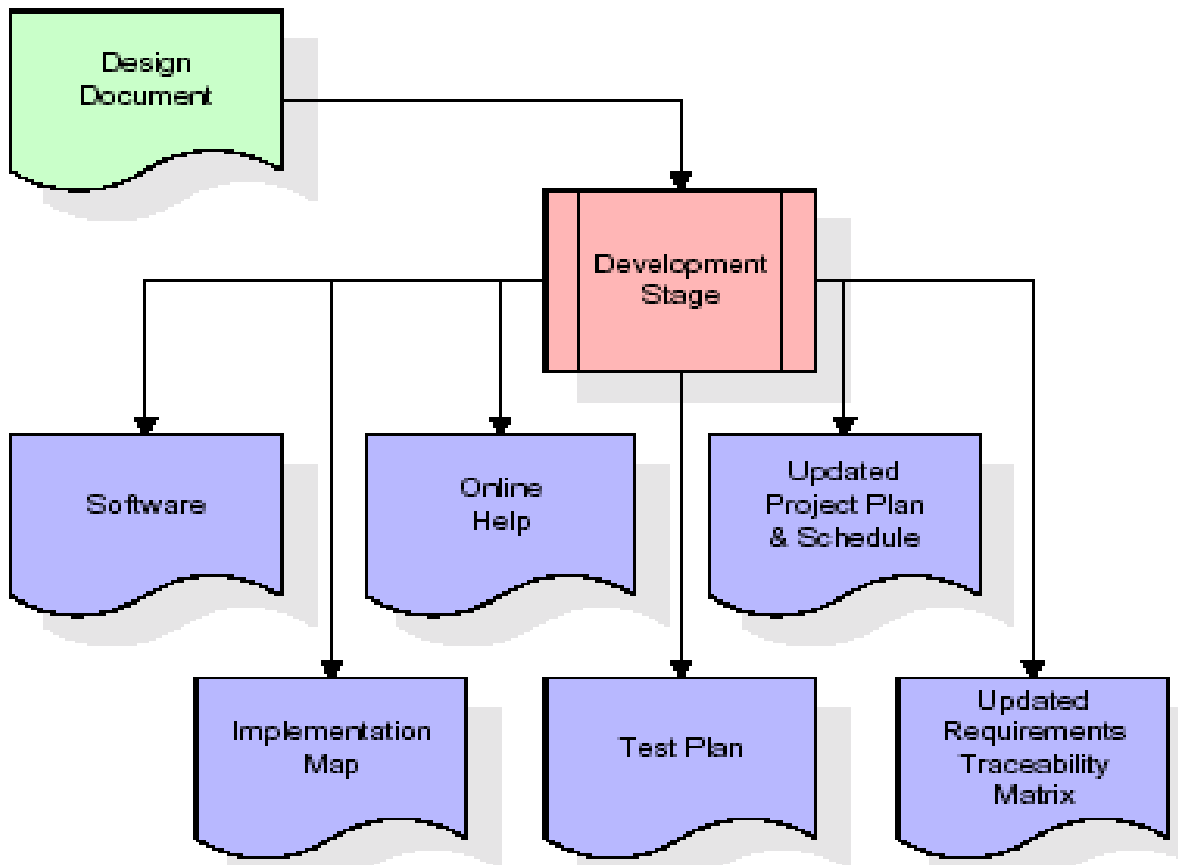 Design
Document
Development
Stage
Software
Online
Help
Updated
Project Plan
& Schedule
Implementation
Map
Test Plan
Updated
Requirements
Traceability
Matrix